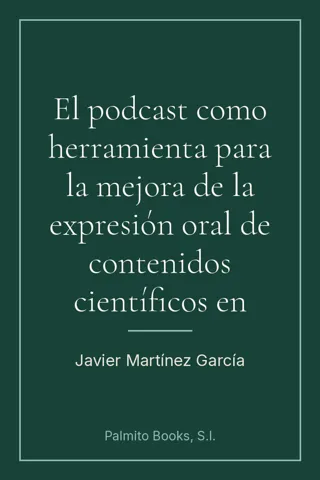 El podcast como
herramienta para
la mejora de la
expresión oral de
contenidos
científicos en
Javier Martínez García
Palmito Books, S.l.